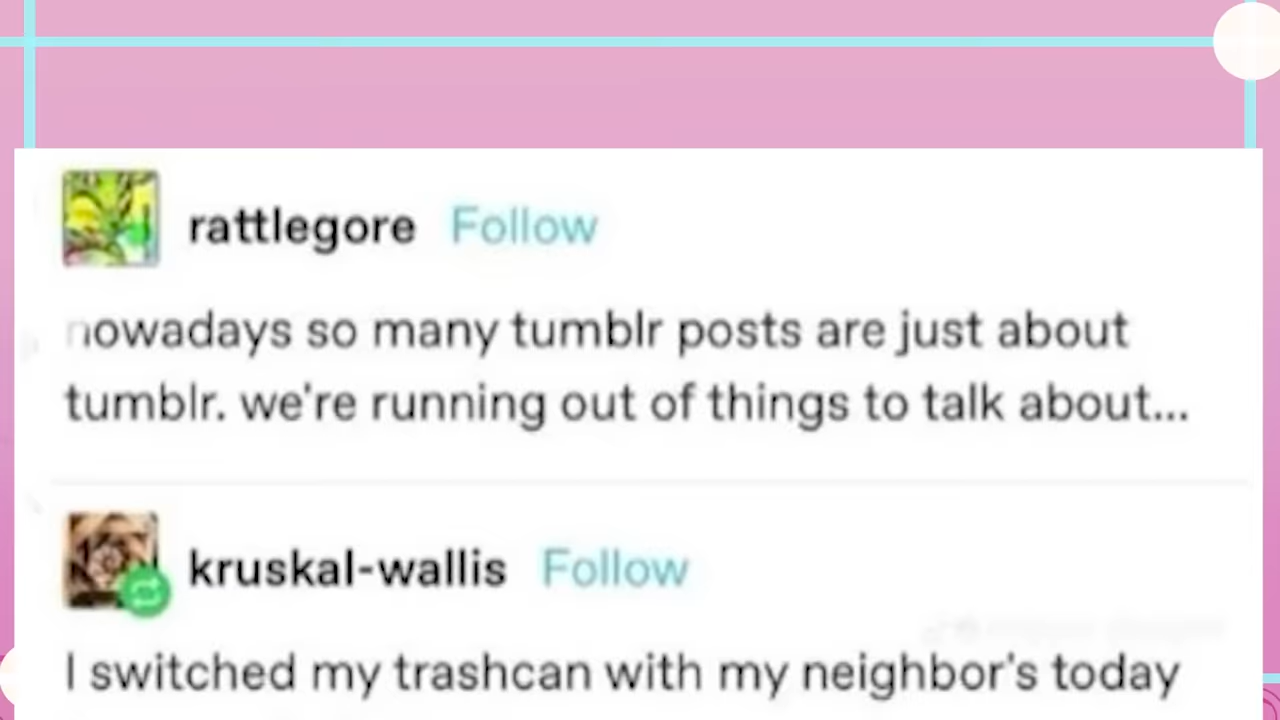 rattlegore Follow
nowadays so many tumblr posts are just about
tumblr. we're running out of things to talk about...
kruskal-wallis Follow
I switched my trashcan with my neighbor's today